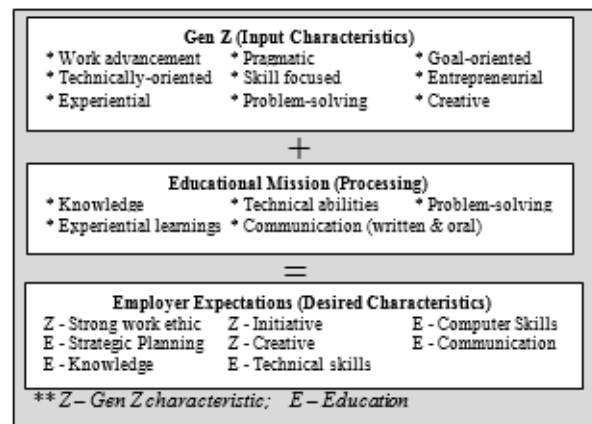 Gen Z (Input Characteristics)
* Work advancement * Pragmatic * Goal-oriented
* Technically-oriented * Skill focused * Entrepreneurial
* Experiential * Problem-solving * Creative
+
Educational Mission (Processing)
* Knowledge * Technical abilities * Problem-solving
* Experiential learnings * Communication (written & oral)
=
Employer Expectations (Desired Characteristics)
Z - Strong work ethic Z - Initiative E - Computer Skills
E - Strategic Planning Z - Creative E - Communication
E - Knowledge E - Technical skills
** Z – Gen Z characteristic; E – Education